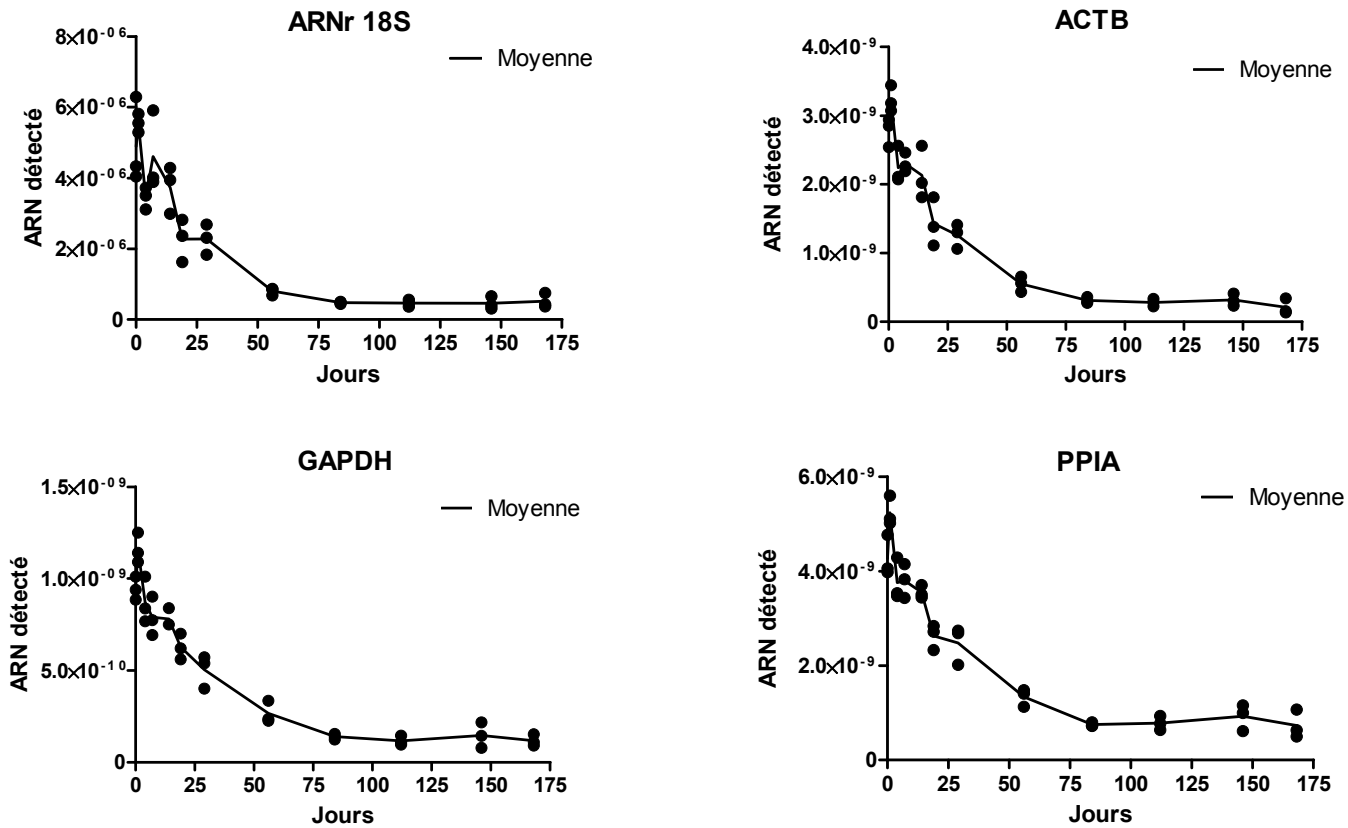 ARNr 18S
Moyenne
8×10⁻⁰⁶
6×10⁻⁰⁶
4×10⁻⁰⁶
2×10⁻⁰⁶
0
ARN détecté
0 25 50 75 100 125 150 175
Jours
ACTB
Moyenne
4.0×10⁻⁹
3.0×10⁻⁹
2.0×10⁻⁹
1.0×10⁻⁹
0
ARN détecté
0 25 50 75 100 125 150 175
Jours
GAPDH
Moyenne
1.5×10⁻⁰⁹
1.0×10⁻⁰⁹
5.0×10⁻¹⁰
0
ARN détecté
0 25 50 75 100 125 150 175
Jours
PPIA
Moyenne
6.0×10⁻⁹
4.0×10⁻⁹
2.0×10⁻⁹
0
ARN détecté
0 25 50 75 100 125 150 175
Jours